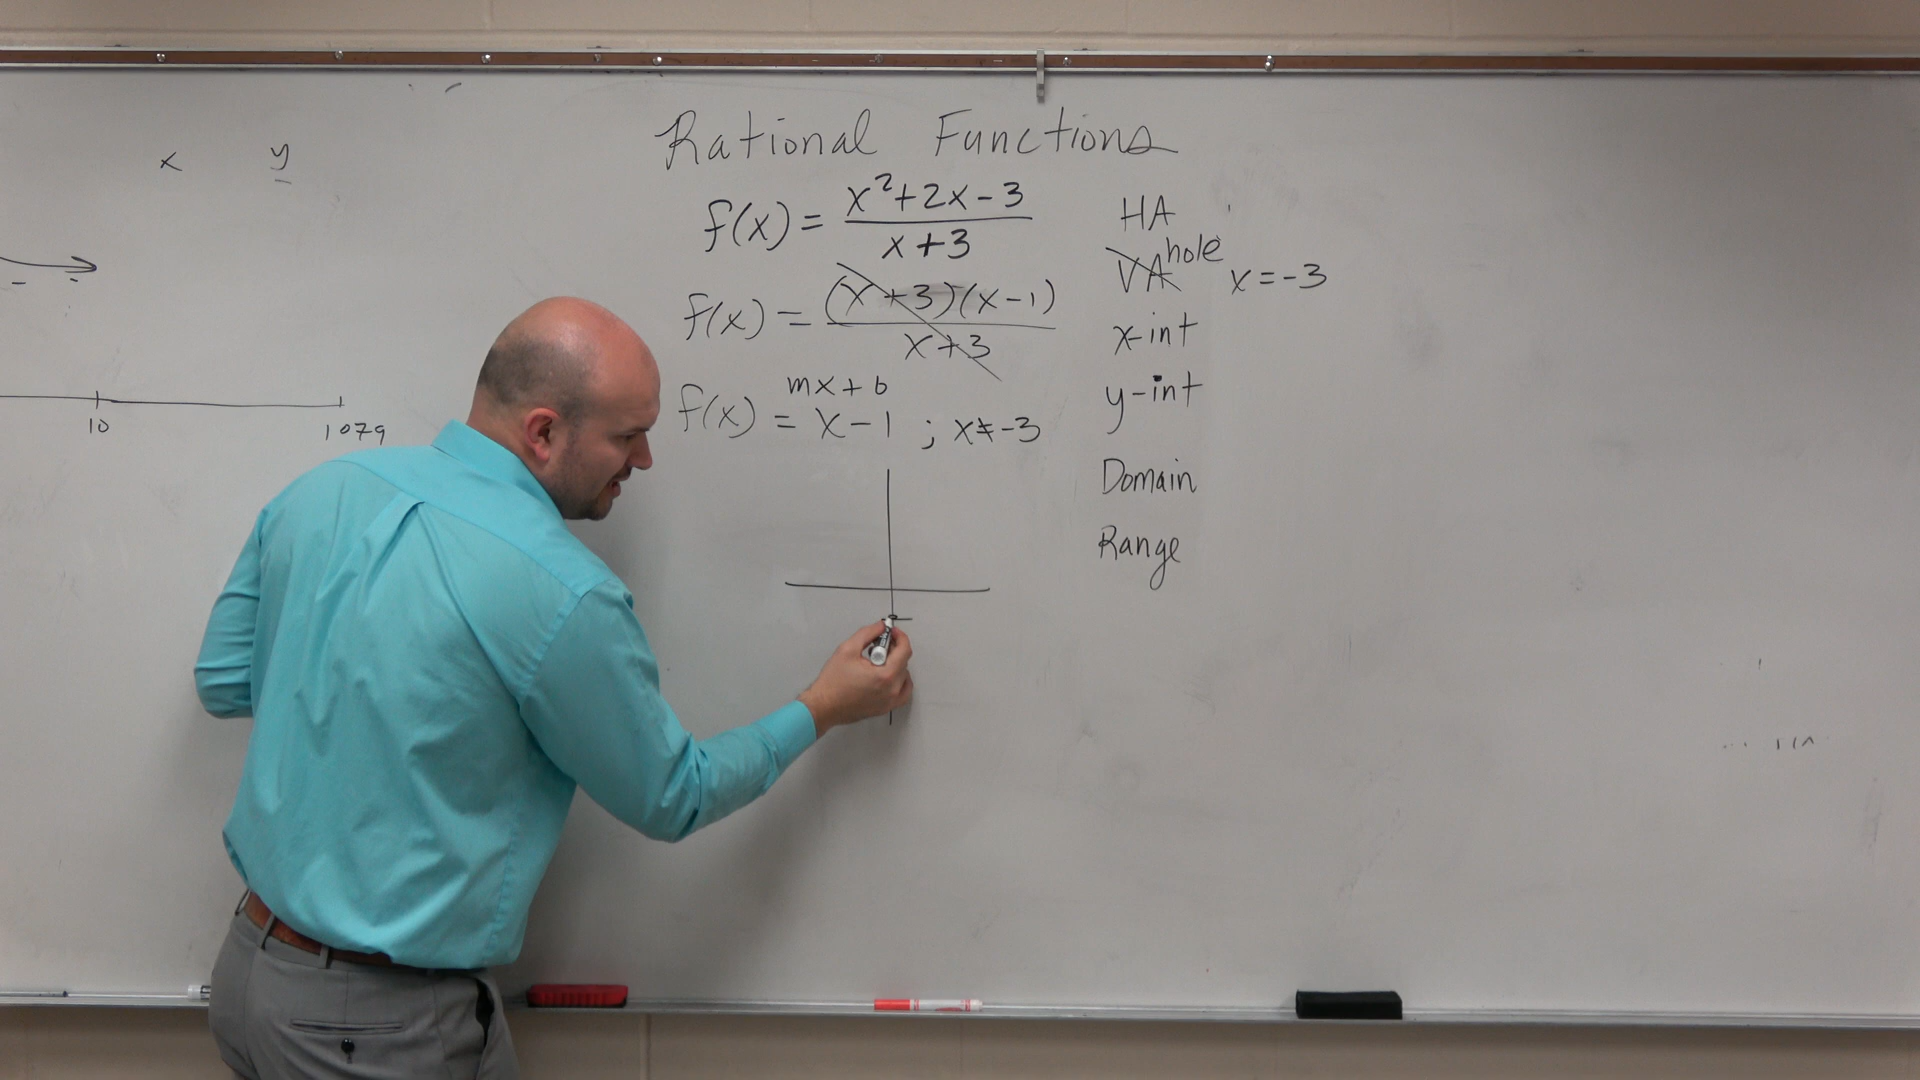 x y
10 1079
Rational Functions
f(x) = x²+2x-3 / x+3
f(x) = (x+3)(x-1) / x+3
mx+b
f(x) = x-1 ; x≠-3
HA
VA hole x=-3
x-int
y-int
Domain
Range